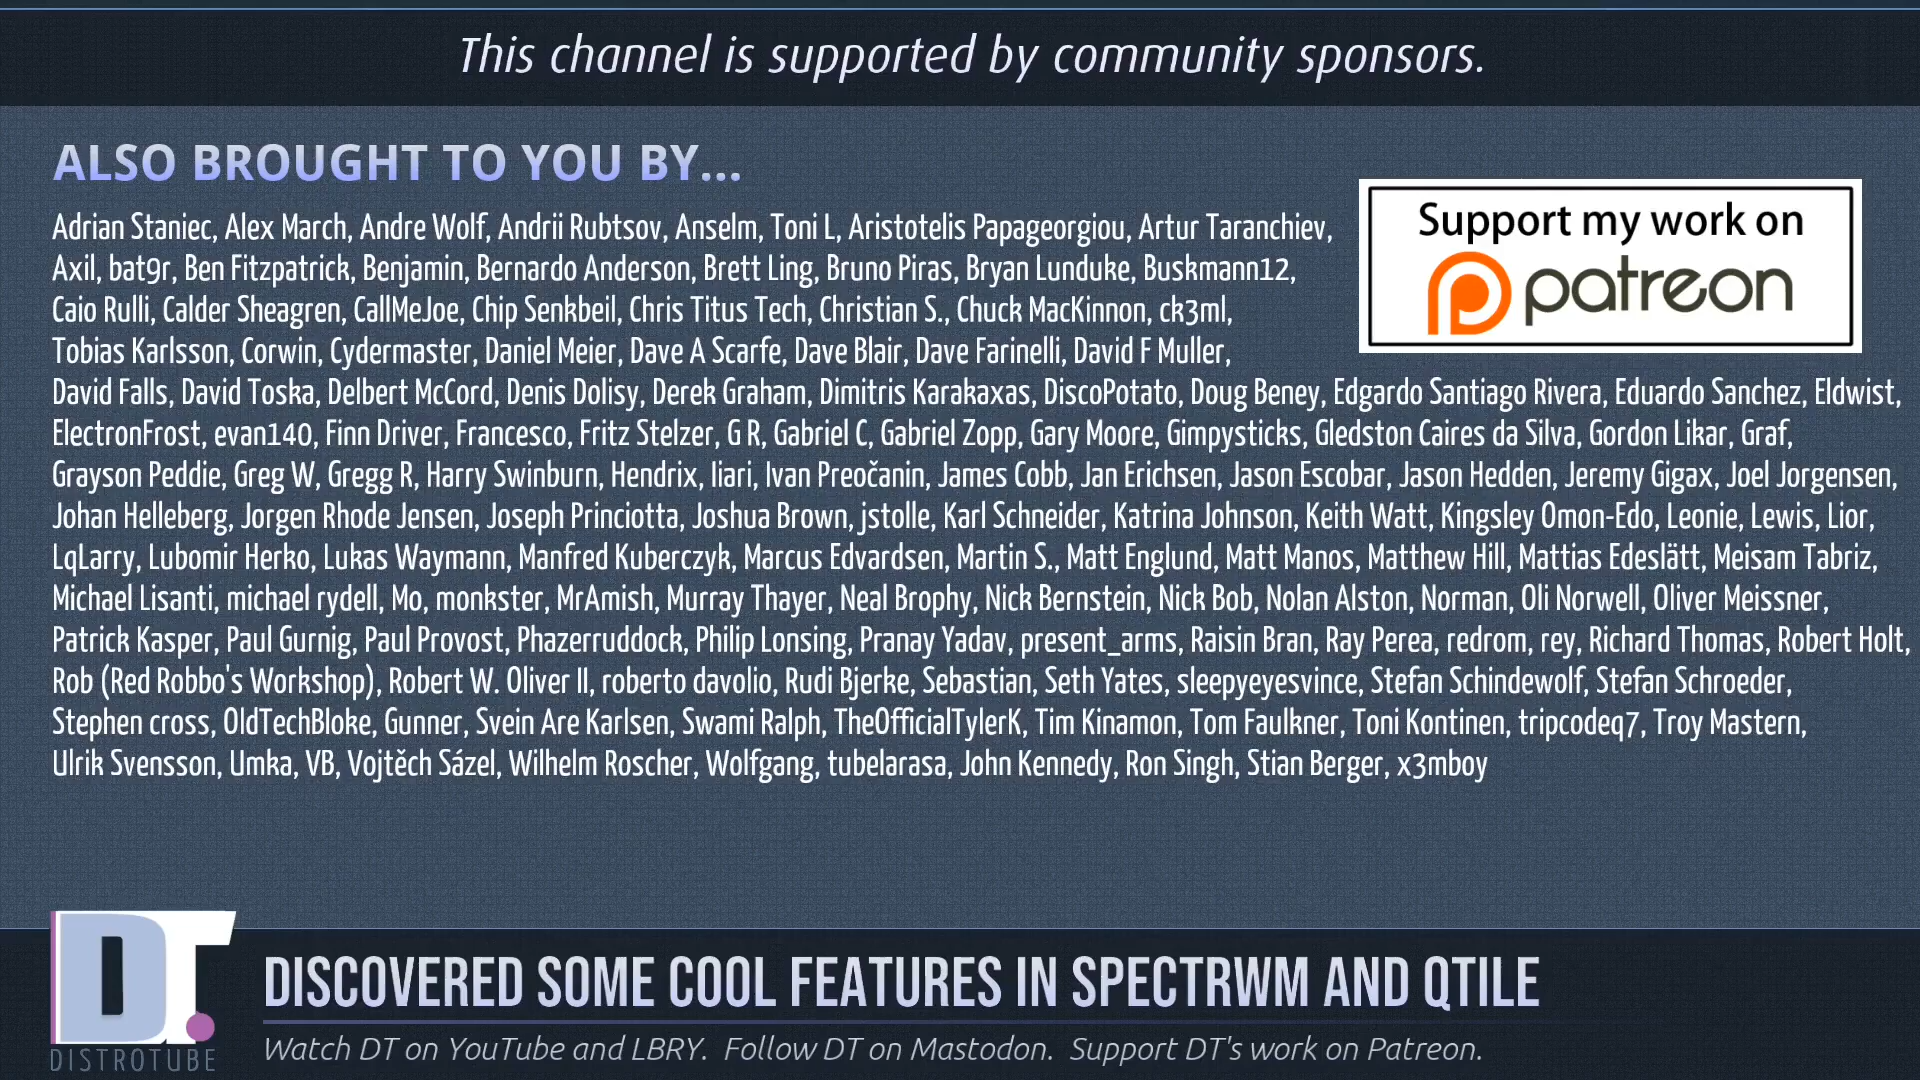 This channel is supported by community sponsors.
ALSO BROUGHT TO YOU BY...
Adrian Staniec, Alex March, Andre Wolf, Andrii Rubtsov, Anselm, Toni L, Aristotelis Papageorgiou, Artur Taranchiev,
Axil, bat9r, Ben Fitzpatrick, Benjamin, Bernardo Anderson, Brett Ling, Bruno Piras, Bryan Lunduke, Buskmann12,
Caio Rulli, Calder Sheagren, CallMeJoe, Chip Senkbeil, Chris Titus Tech, Christian S., Chuck MacKinnon, ck3ml,
Tobias Karlsson, Corwin, Cydermaster, Daniel Meier, Dave A Scarfe, Dave Blair, Dave Farinelli, David F Muller,
Support my work on
patreon
David Falls, David Toska, Delbert McCord, Denis Dolisy, Derek Graham, Dimitris Karakaxas, DiscoPotato, Doug Beney, Edgardo Santiago Rivera, Eduardo Sanchez, Eldwist,
ElectronFrost, evan140, Finn Driver, Francesco, Fritz Stelzer, G R, Gabriel C, Gabriel Zopp, Gary Moore, Gimpysticks, Gledston Caires da Silva, Gordon Likar, Graf,
Grayson Peddie, Greg W, Gregg R, Harry Swinburn, Hendrix, Iiari, Ivan Preočanin, James Cobb, Jan Erichsen, Jason Escobar, Jason Hedden, Jeremy Gigax, Joel Jorgensen,
Johan Helleberg, Jorgen Rhode Jensen, Joseph Princiotta, Joshua Brown, jstolle, Karl Schneider, Katrina Johnson, Keith Watt, Kingsley Omon-Edo, Leonie, Lewis, Lior,
LqLarry, Lubomir Herko, Lukas Waymann, Manfred Kuberczyk, Marcus Edvardsen, Martin S., Matt Englund, Matt Manos, Matthew Hill, Mattias Edeslätt, Meisam Tabriz,
Michael Lisanti, michael rydell, Mo, monkster, MrAmish, Murray Thayer, Neal Brophy, Nick Bernstein, Nick Bob, Nolan Alston, Norman, Oli Norwell, Oliver Meissner,
Patrick Kasper, Paul Gurnig, Paul Provost, Phazerruddock, Philip Lonsing, Pranay Yadav, present_arms, Raisin Bran, Ray Perea, redrom, rey, Richard Thomas, Robert Holt,
Rob (Red Robbo's Workshop), Robert W. Oliver II, roberto davolio, Rudi Bjerke, Sebastian, Seth Yates, sleepyeyesvince, Stefan Schindewolf, Stefan Schroeder,
Stephen cross, OldTechBloke, Gunner, Svein Are Karlsen, Swami Ralph, TheOfficialTylerK, Tim Kinamon, Tom Faulkner, Toni Kontinen, tripcodeq7, Troy Mastern,
Ulrik Svensson, Umka, VB, Vojtěch Sázel, Wilhelm Roscher, Wolfgang, tubelarasa, John Kennedy, Ron Singh, Stian Berger, x3mboy
DT
DISTROTUBE
DISCOVERED SOME COOL FEATURES IN SPECTRWM AND QTILE
Watch DT on YouTube and LBRY. Follow DT on Mastodon. Support DT's work on Patreon.